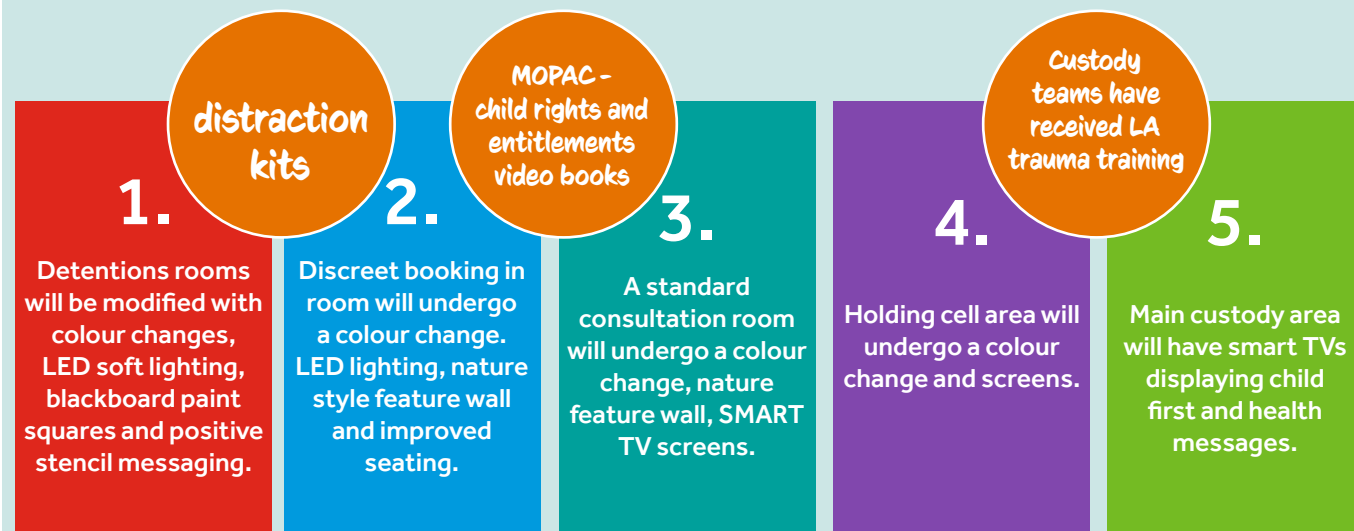 distraction
kits
MOPAC -
child rights and
entitlements
video books
Custody
teams have
received LA
trauma training
1.
Detentions rooms
will be modified with
colour changes,
LED soft lighting,
blackboard paint
squares and positive
stencil messaging.
2.
Discreet booking in
room will undergo
a colour change.
LED lighting, nature
style feature wall
and improved
seating.
3.
A standard
consultation room
will undergo a colour
change, nature
feature wall, SMART
TV screens.
4.
Holding cell area will
undergo a colour
change and screens.
5.
Main custody area
will have smart TVs
displaying child
first and health
messages.